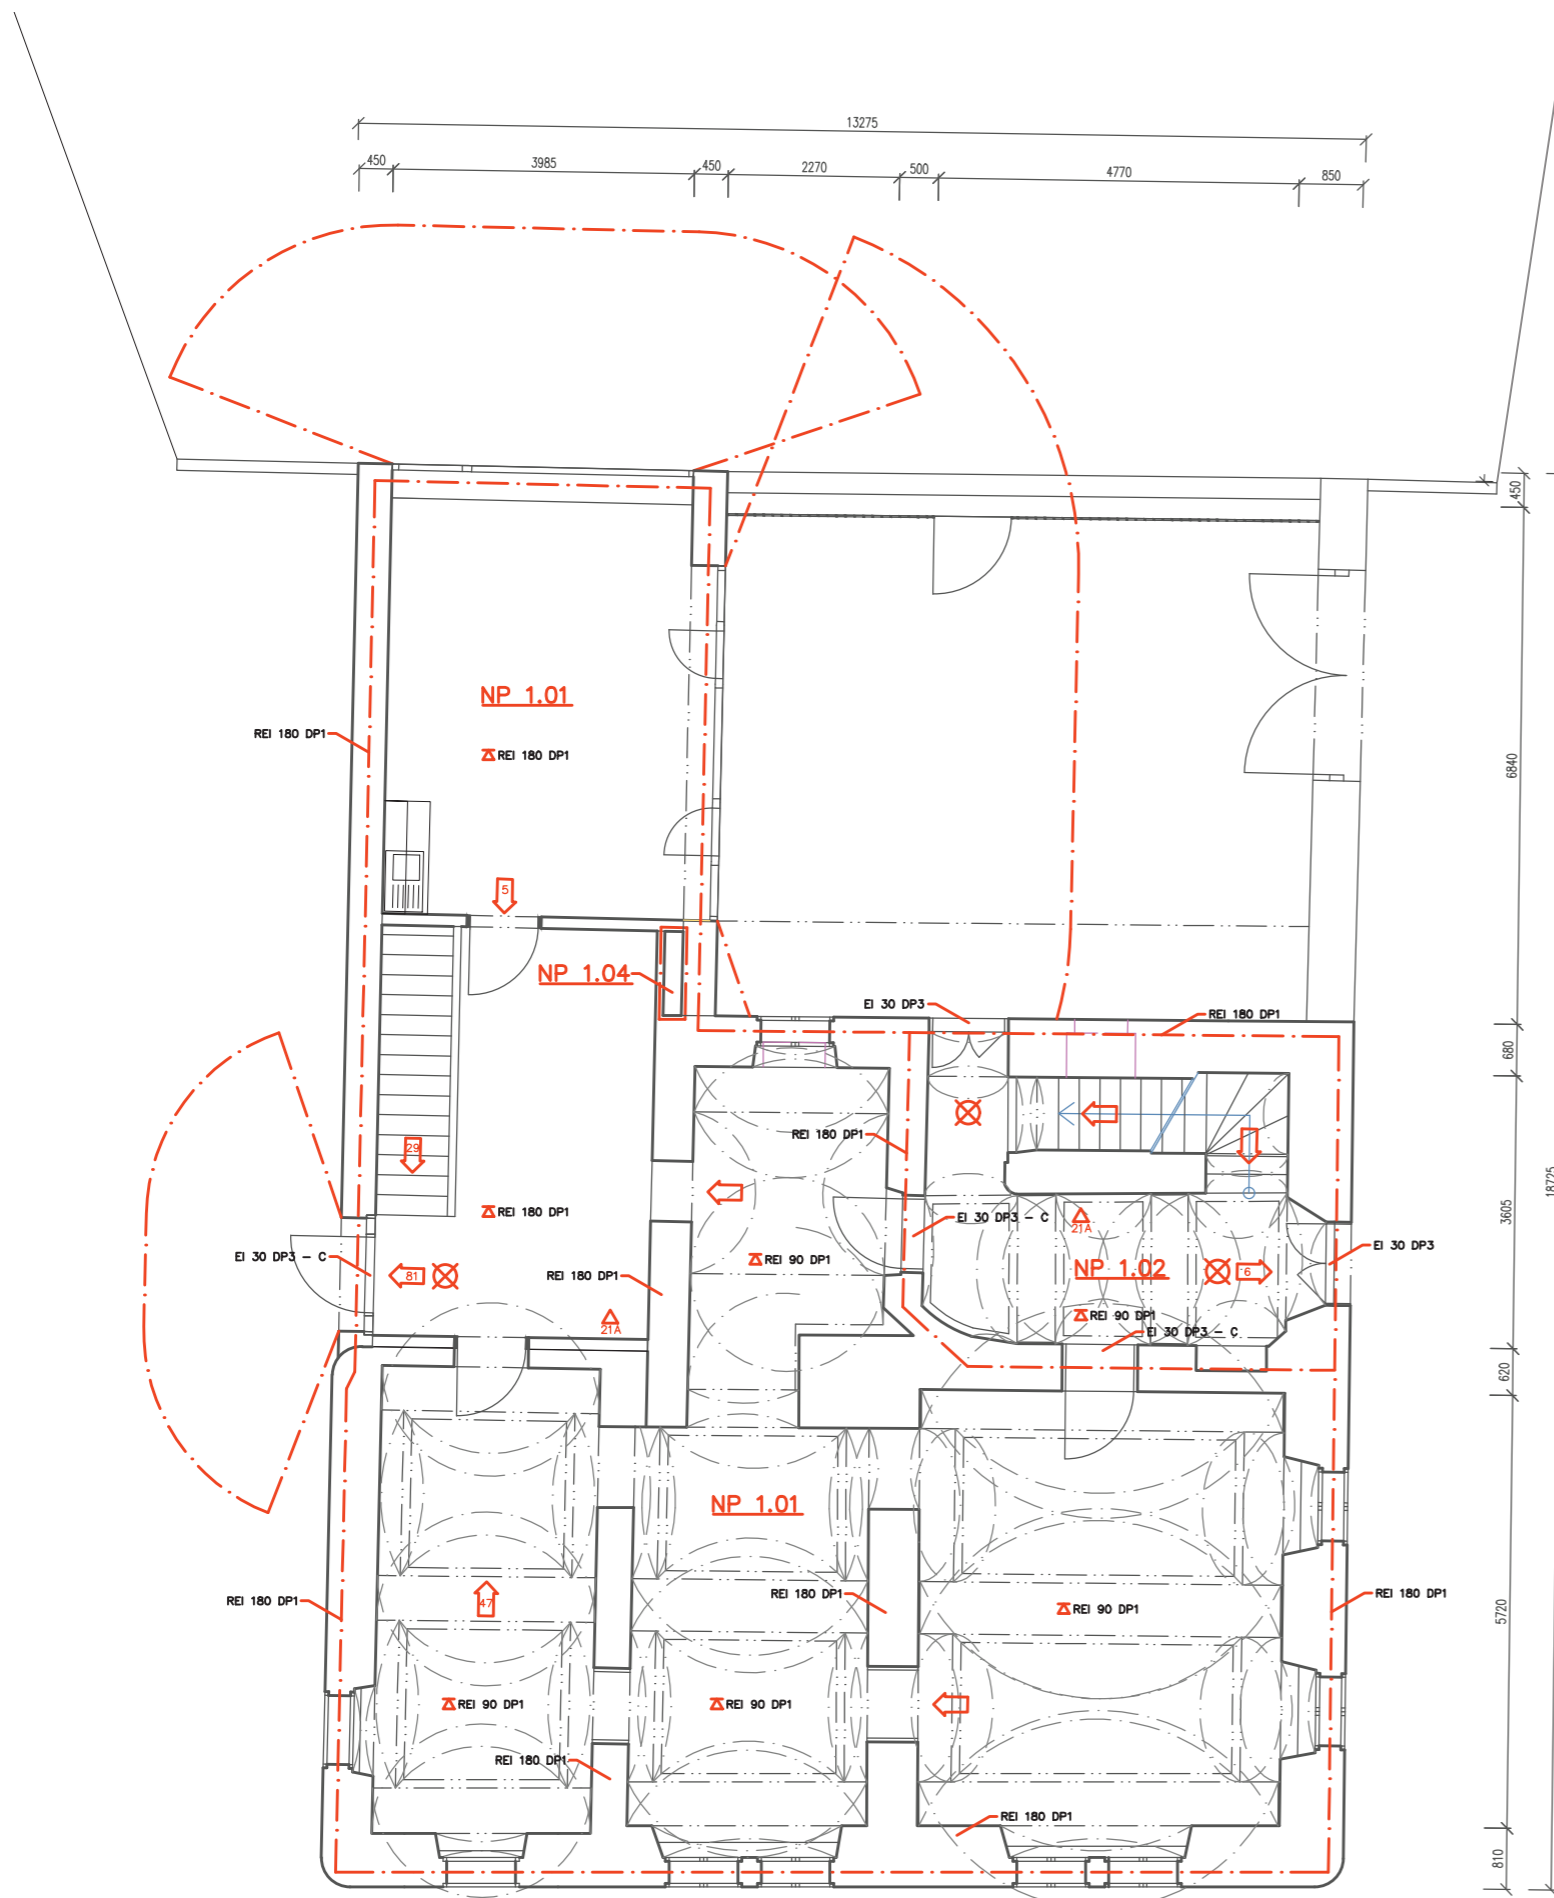 13275
450
3985
450
2270
500
4770
850
450
NP 1.01
REI 180 DP1
REI 180 DP1
6840
5
NP 1.04
EI 30 DP3
REI 180 DP1
680
REI 180 DP1
29
18725
3605
REI 180 DP1
EI 30 DP3 - C
21A
EI 30 DP3
EI 30 DP3 - C
REI 90 DP1
NP 1.02
6
81
REI 180 DP1
21A
REI 90 DP1
EI 30 DP3 - C
620
NP 1.01
REI 180 DP1
47
REI 180 DP1
REI 90 DP1
REI 180 DP1
5720
REI 90 DP1
REI 90 DP1
REI 180 DP1
REI 180 DP1
810